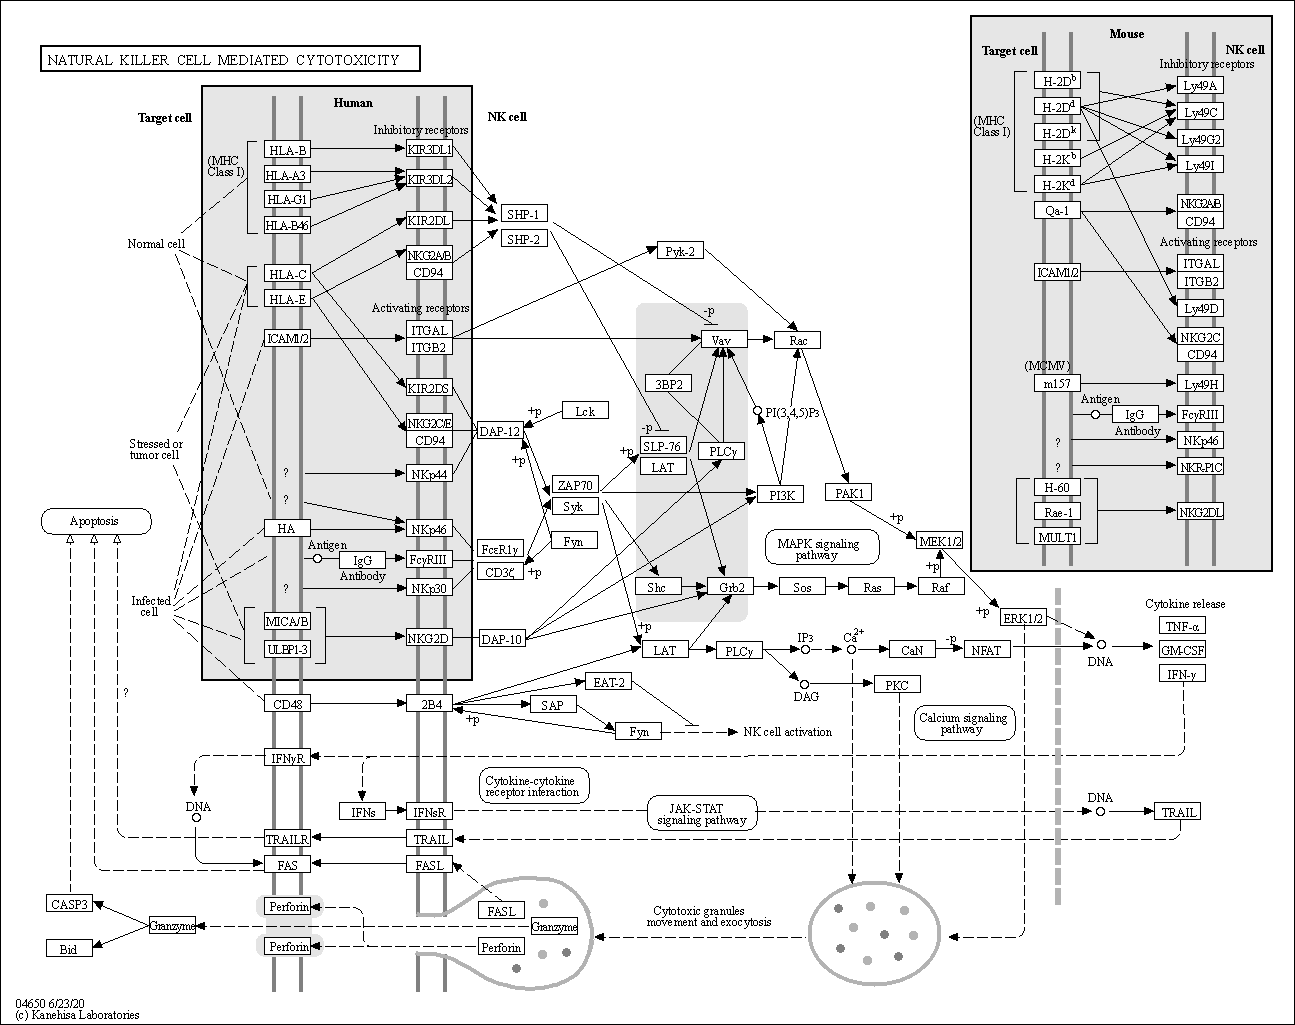 NATURAL KILLER CELL MEDIATED CYTOTOXICITY
Target cell
Human
NK cell
Inhibitory receptors
(MHC
Class I)
HLA-B
KIR3DL1
HLA-A3
KIR3DL2
HLA-G1
HLA-B46
KIR2DL
SHP-1
SHP-2
Normal cell
NKG2A/B
CD94
HLA-C
HLA-E
Activating receptors
ICAM1/2
ITGAL
ITGB2
Pyk-2
-p
Vav
Rac
KIR2DS
3BP2
NKG2C/E
CD94
DAP-12
+p
Lck
PI(3,4,5)P3
-p
SLP-76
LAT
PLCγ
Stressed or
tumor cell
?
NKp44
+p
+p
ZAP70
Syk
PI3K
PAK1
?
Apoptosis
HA
NKp46
Fyn
+p
MEK1/2
MAPK signaling
pathway
Antigen
IgG
Antibody
FcγRIII
FcεR1γ
CD3ζ
+p
+p
?
NKp30
Shc
Grb2
Sos
Ras
Raf
Infected
cell
MICA/B
ULBP1-3
NKG2D
DAP-10
+p
+p
ERK1/2
LAT
PLCγ
IP3
Ca2+
CaN
-p
NFAT
DNA
Cytokine release
TNF-α
GM-CSF
IFN-γ
DAG
PKC
?
CD48
2B4
+p
EAT-2
SAP
Fyn
NK cell activation
Calcium signaling
pathway
IFNγR
Cytokine-cytokine
receptor interaction
DNA
IFNs
IFNsR
JAK-STAT
signaling pathway
DNA
TRAIL
TRAILR
TRAIL
FAS
FASL
CASP3
Bid
Granzyme
Perforin
Perforin
FASL
Granzyme
Perforin
Cytotoxic granules
movement and exocytosis
Mouse
Target cell
NK cell
Inhibitory receptors
(MHC
Class I)
H-2Db
H-2Dd
H-2Dk
H-2Kb
H-2Kd
Ly49A
Ly49C
Ly49G2
Ly49I
Qa-1
NKG2A/B
CD94
Activating receptors
ICAM1/2
ITGAL
ITGB2
Ly49D
NKG2C
CD94
(MCMV)
m157
Ly49H
Antigen
IgG
Antibody
FcγRIII
?
NKp46
?
NKR-P1C
H-60
Rae-1
MULT1
NKG2DL
04650 6/23/20
(c) Kanehisa Laboratories